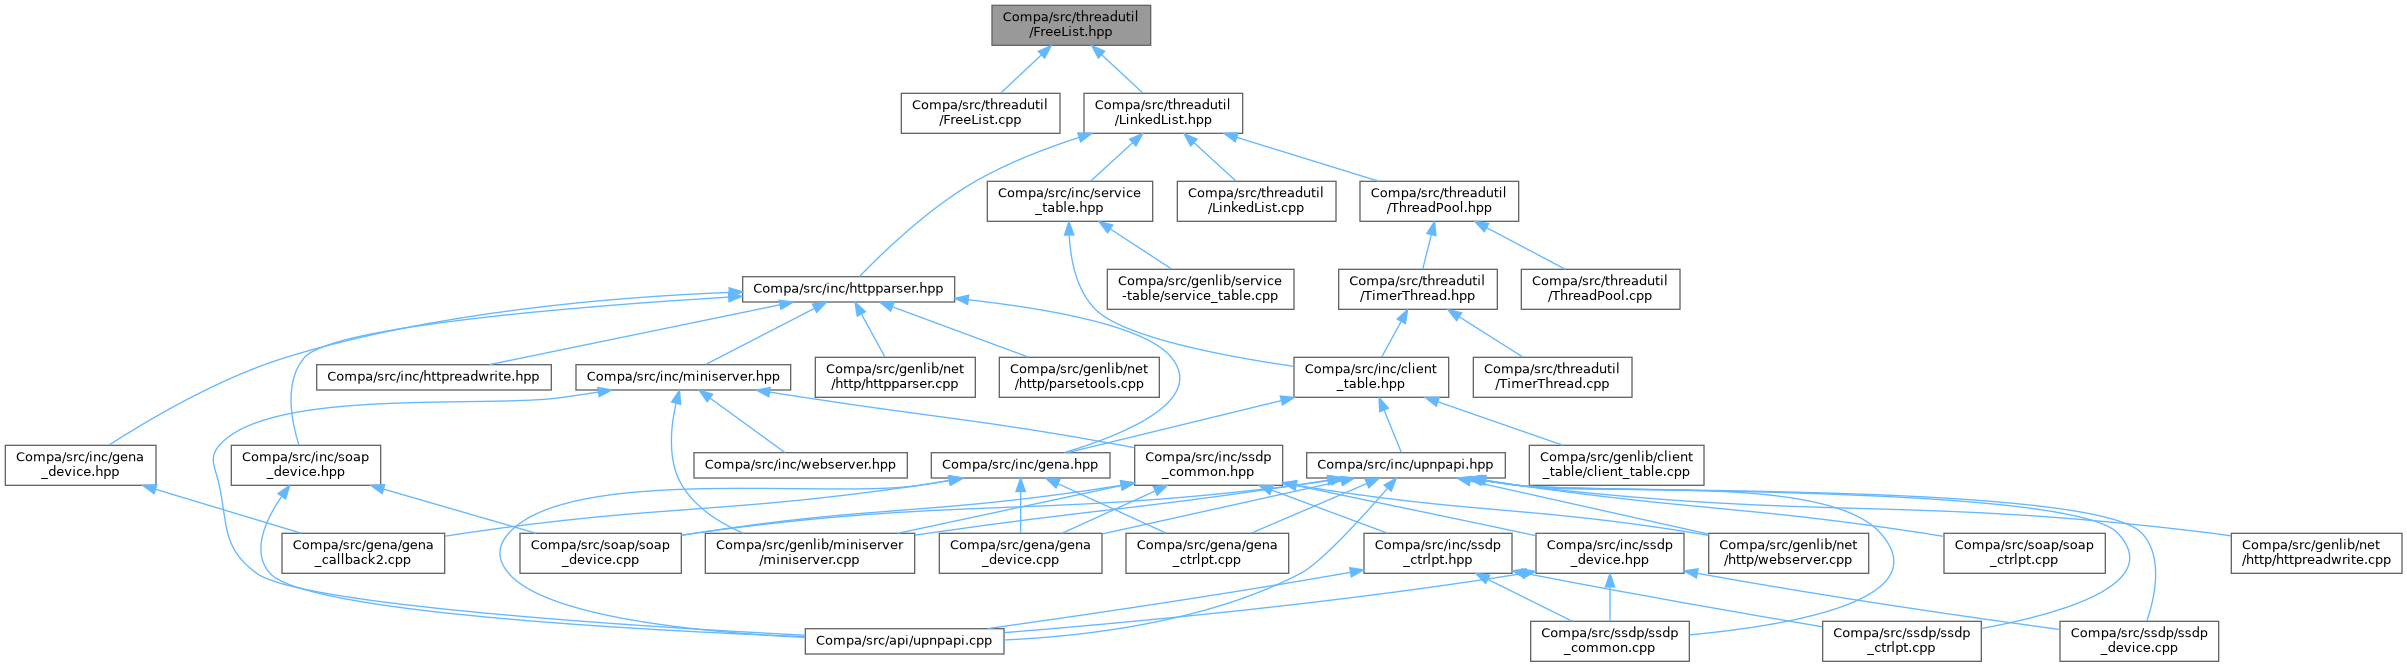 Compa/src/threadutil
/FreeList.hpp
Compa/src/threadutil
/FreeList.cpp
Compa/src/threadutil
/LinkedList.hpp
Compa/src/inc/service
_table.hpp
Compa/src/threadutil
/LinkedList.cpp
Compa/src/threadutil
/ThreadPool.hpp
Compa/src/inc/httpparser.hpp
Compa/src/genlib/service
-table/service_table.cpp
Compa/src/threadutil
/TimerThread.hpp
Compa/src/threadutil
/ThreadPool.cpp
Compa/src/inc/httpreadwrite.hpp
Compa/src/inc/miniserver.hpp
Compa/src/genlib/net
/http/httpparser.cpp
Compa/src/genlib/net
/http/parsetools.cpp
Compa/src/inc/client
_table.hpp
Compa/src/threadutil
/TimerThread.cpp
Compa/src/inc/gena
_device.hpp
Compa/src/inc/soap
_device.hpp
Compa/src/inc/webserver.hpp
Compa/src/inc/gena.hpp
Compa/src/inc/ssdp
_common.hpp
Compa/src/inc/upnpapi.hpp
Compa/src/genlib/client
_table/client_table.cpp
Compa/src/gena/gena
_callback2.cpp
Compa/src/soap/soap
_device.cpp
Compa/src/genlib/miniserver
/miniserver.cpp
Compa/src/gena/gena
_device.cpp
Compa/src/gena/gena
_ctrlpt.cpp
Compa/src/inc/ssdp
_ctrlpt.hpp
Compa/src/inc/ssdp
_device.hpp
Compa/src/genlib/net
/http/webserver.cpp
Compa/src/soap/soap
_ctrlpt.cpp
Compa/src/genlib/net
/http/httpreadwrite.cpp
Compa/src/api/upnpapi.cpp
Compa/src/ssdp/ssdp
_common.cpp
Compa/src/ssdp/ssdp
_ctrlpt.cpp
Compa/src/ssdp/ssdp
_device.cpp